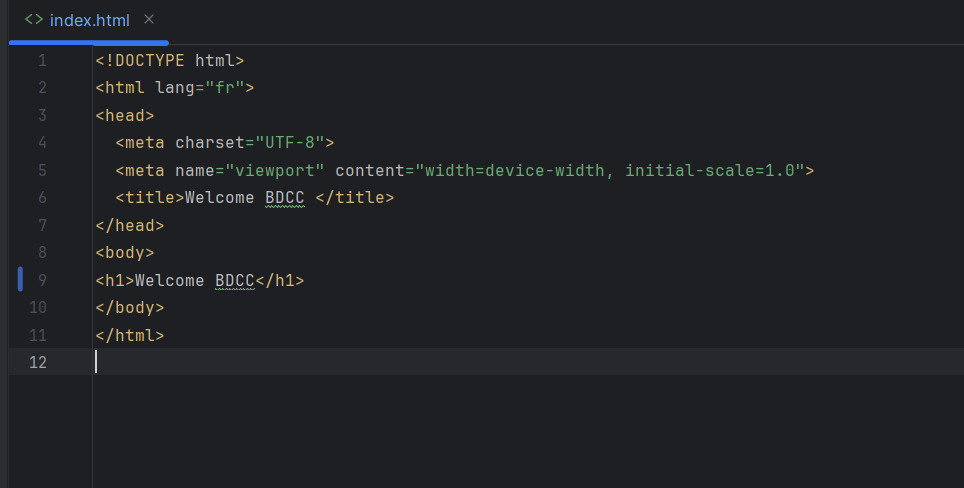 index.html
1 <!DOCTYPE html>
2 <html lang="fr">
3 <head>
4   <meta charset="UTF-8">
5   <meta name="viewport" content="width=device-width, initial-scale=1.0">
6   <title>Welcome BDCC </title>
7 </head>
8 <body>
9 <h1>Welcome BDCC</h1>
10 </body>
11 </html>
12